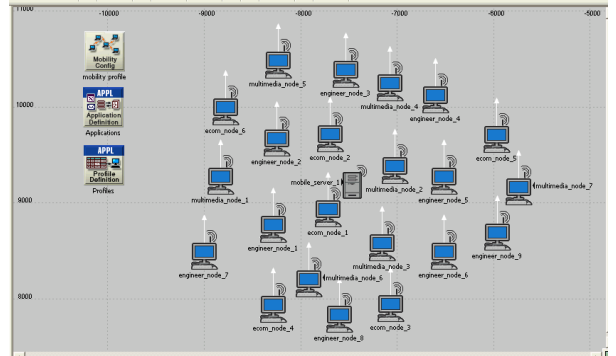 11000
-10000
-9000
-8000
-7000
-6000
-5000
Mobility
Config
mobility profile
multimedia_node_5
engineer_node_3
multimedia_node_4
engineer_node_4
10000
APPL
Application
Definition
Applications
ecom_node_6
engineer_node_2
ecom_node_2
ecom_node_5
APPL
Profile
Definition
Profiles
mobile_server_1
multimedia_node_1
multimedia_node_2
engineer_node_5
multimedia_node_7
9000
ecom_node_1
engineer_node_1
engineer_node_7
multimedia_node_3
engineer_node_6
engineer_node_9
multimedia_node_6
8000
ecom_node_4
engineer_node_8
ecom_node_3